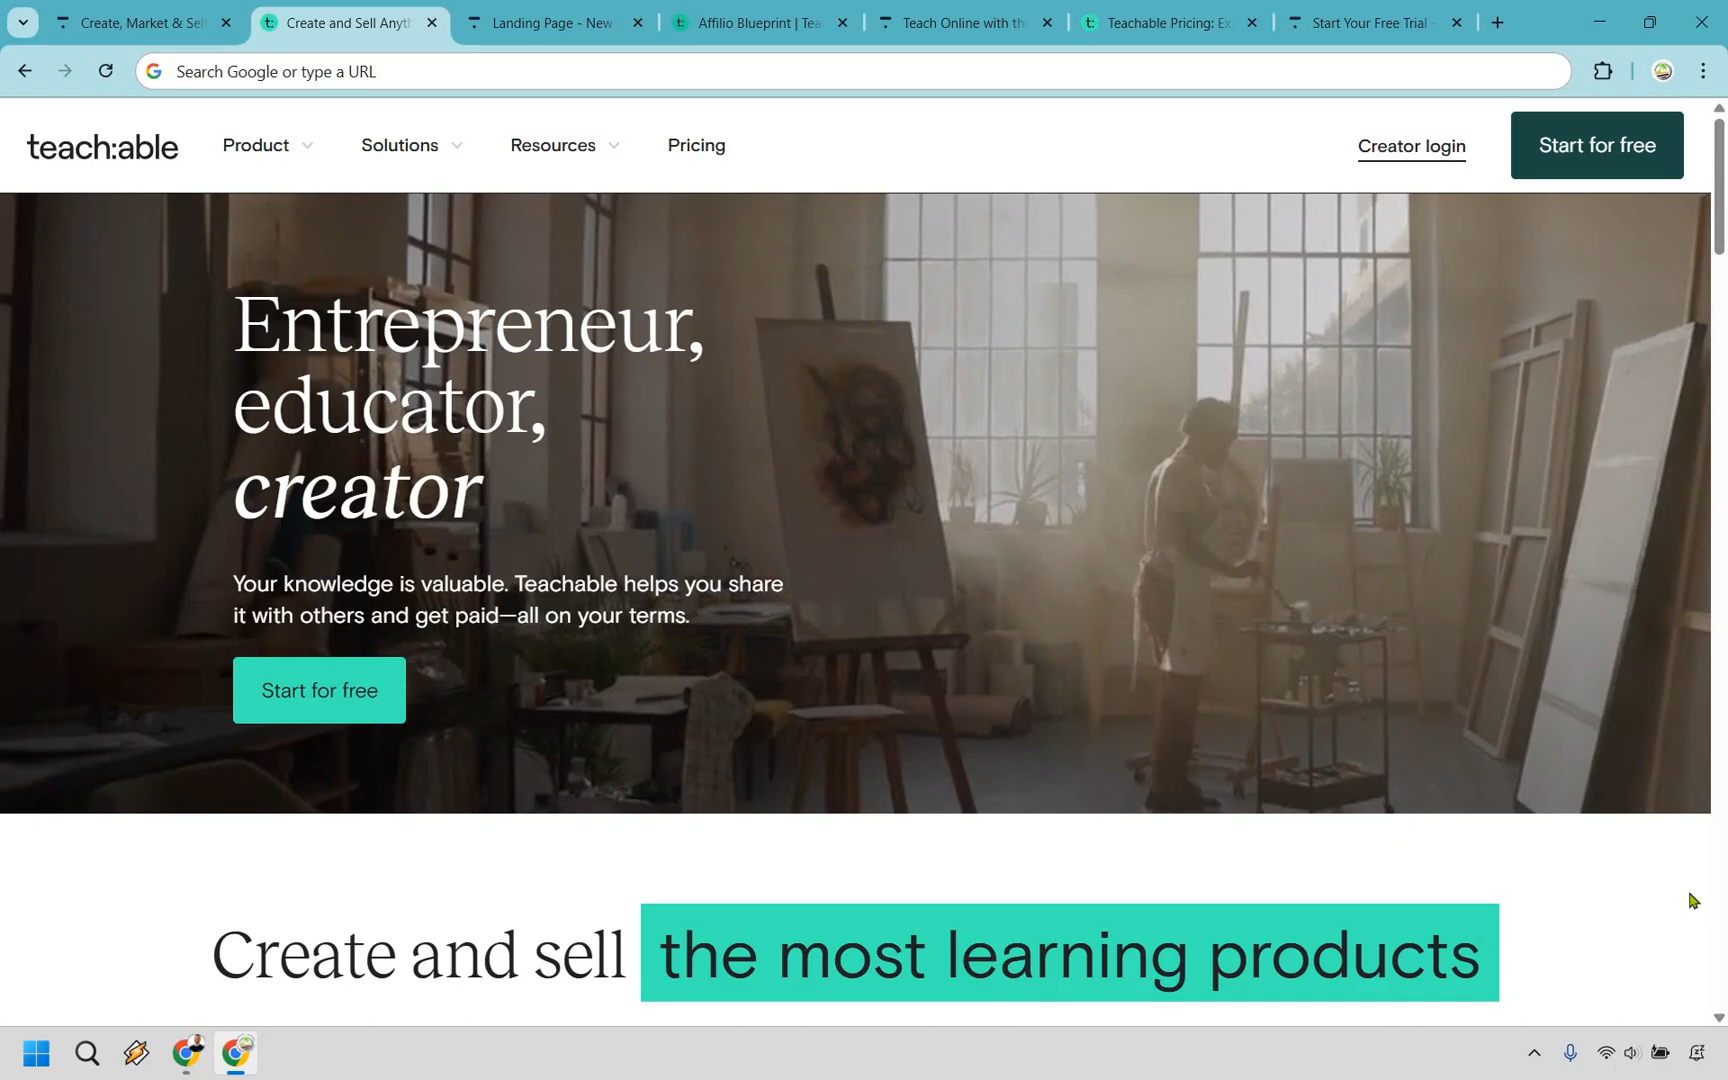 Create, Market & Sel
Create and Sell Anyth
Landing Page - New
Affilio Blueprint | Tea
Teach Online with th
Teachable Pricing: Ex
Start Your Free Trial -
Search Google or type a URL
teach:able
Product
Solutions
Resources
Pricing
Creator login
Start for free
Entrepreneur,
educator,
creator
Your knowledge is valuable. Teachable helps you share
it with others and get paid—all on your terms.
Start for free
Create and sell the most learning products